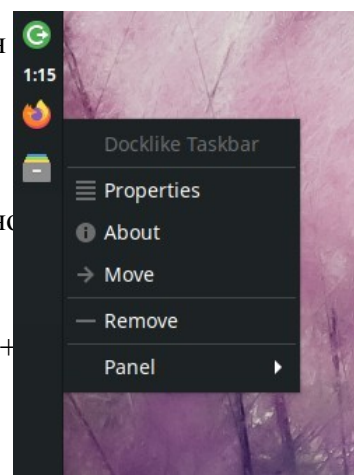 1:15
Docklike Taskbar
Properties
About
Move
Remove
+
Panel